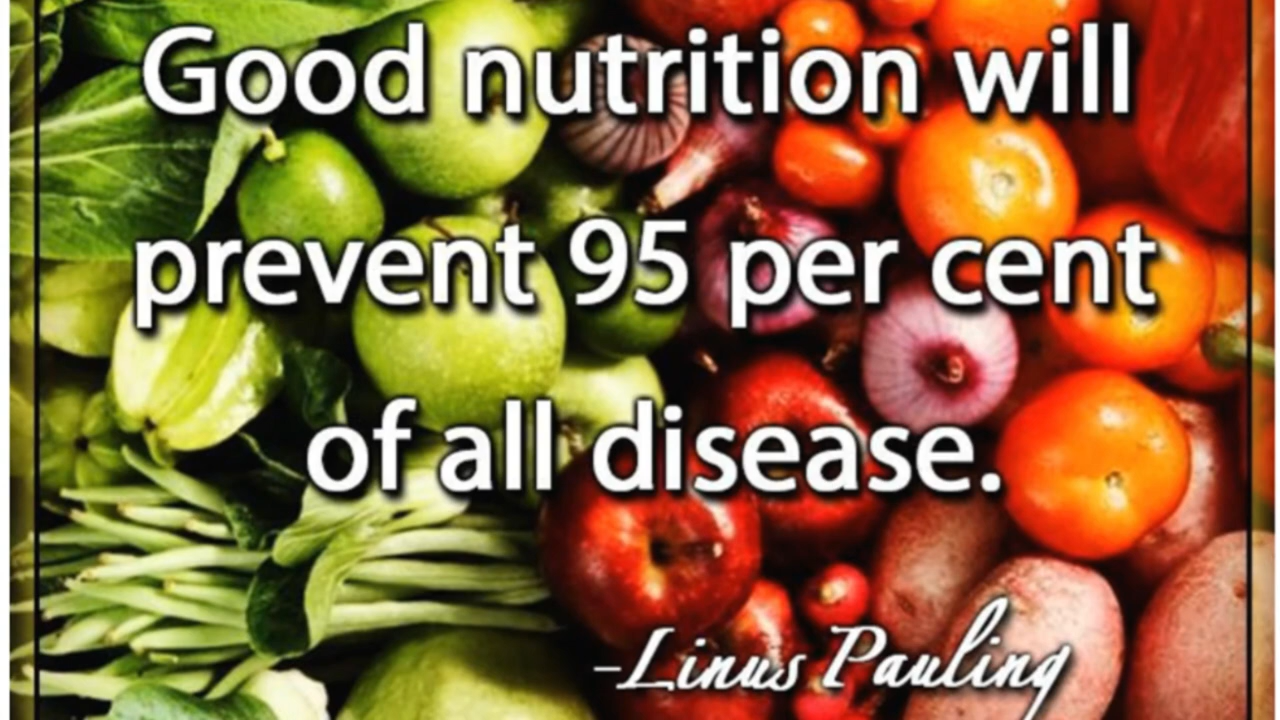 Good nutrition will
prevent 95 per cent
of all disease.
-Linus Pauling